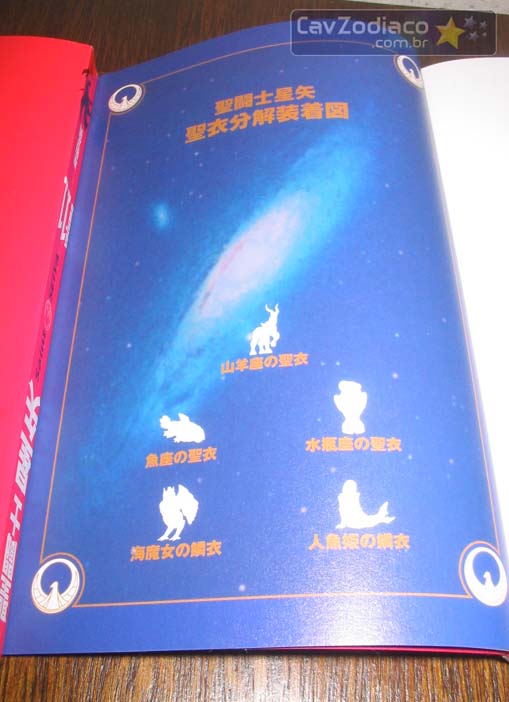 CavZodiaco
.com.br
聖闘士星矢
聖衣分解装着図
山羊座の聖衣
魚座の聖衣
水瓶座の聖衣
海魔女の鱗衣
人魚姫の鱗衣